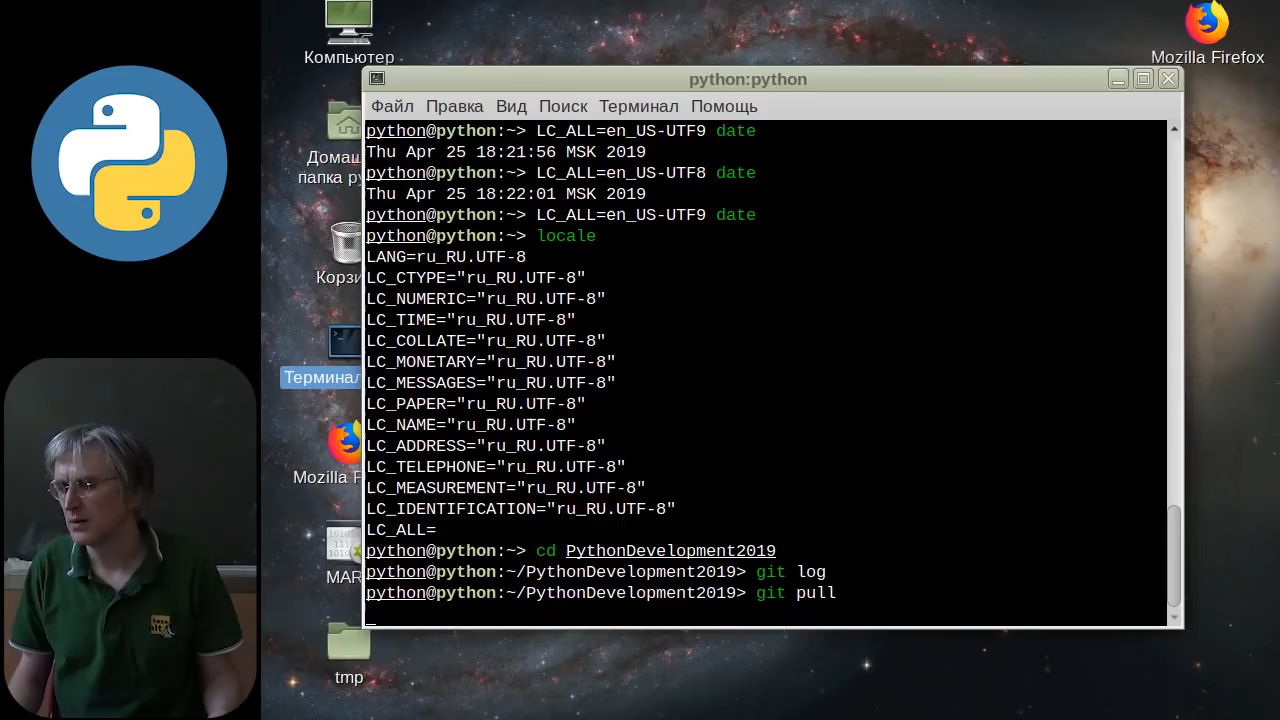 Компьютер
Mozilla Firefox
python:python
Файл Правка Вид Поиск Терминал Помощь
python@python:~> LC_ALL=en_US-UTF9 date
Thu Apr 25 18:21:56 MSK 2019
python@python:~> LC_ALL=en_US-UTF8 date
Thu Apr 25 18:22:01 MSK 2019
python@python:~> LC_ALL=en_US-UTF9 date
python@python:~> locale
LANG=ru_RU.UTF-8
LC_CTYPE="ru_RU.UTF-8"
LC_NUMERIC="ru_RU.UTF-8"
LC_TIME="ru_RU.UTF-8"
LC_COLLATE="ru_RU.UTF-8"
LC_MONETARY="ru_RU.UTF-8"
LC_MESSAGES="ru_RU.UTF-8"
LC_PAPER="ru_RU.UTF-8"
LC_NAME="ru_RU.UTF-8"
LC_ADDRESS="ru_RU.UTF-8"
LC_TELEPHONE="ru_RU.UTF-8"
LC_MEASUREMENT="ru_RU.UTF-8"
LC_IDENTIFICATION="ru_RU.UTF-8"
LC_ALL=
python@python:~> cd PythonDevelopment2019
python@python:~/PythonDevelopment2019> git log
python@python:~/PythonDevelopment2019> git pull
Дома
папка py
Корзи
Терминал
Mozilla F
MAR
tmp